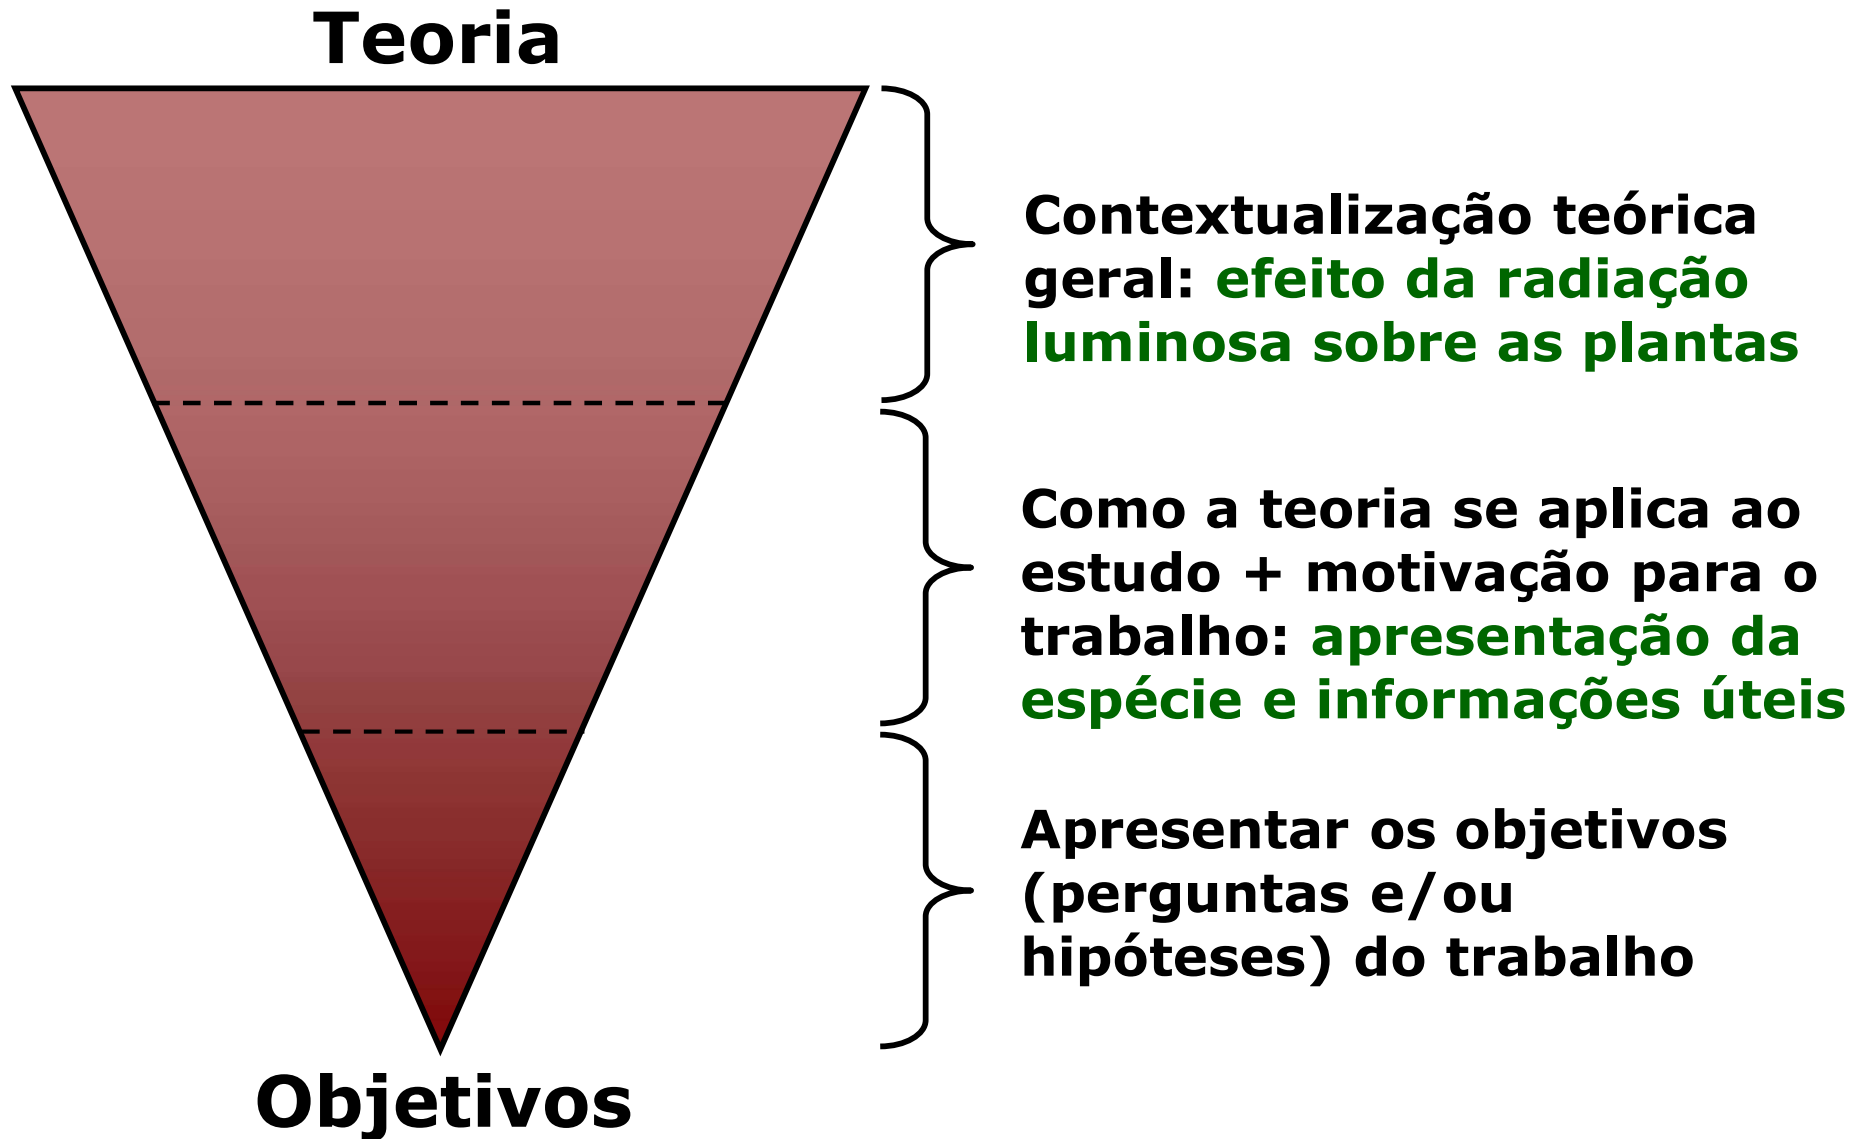 Teoria
Contextualização teórica
geral: efeito da radiação
luminosa sobre as plantas
Como a teoria se aplica ao
estudo + motivação para o
trabalho: apresentação da
espécie e informações úteis
Apresentar os objetivos
(perguntas e/ou
hipóteses) do trabalho
Objetivos